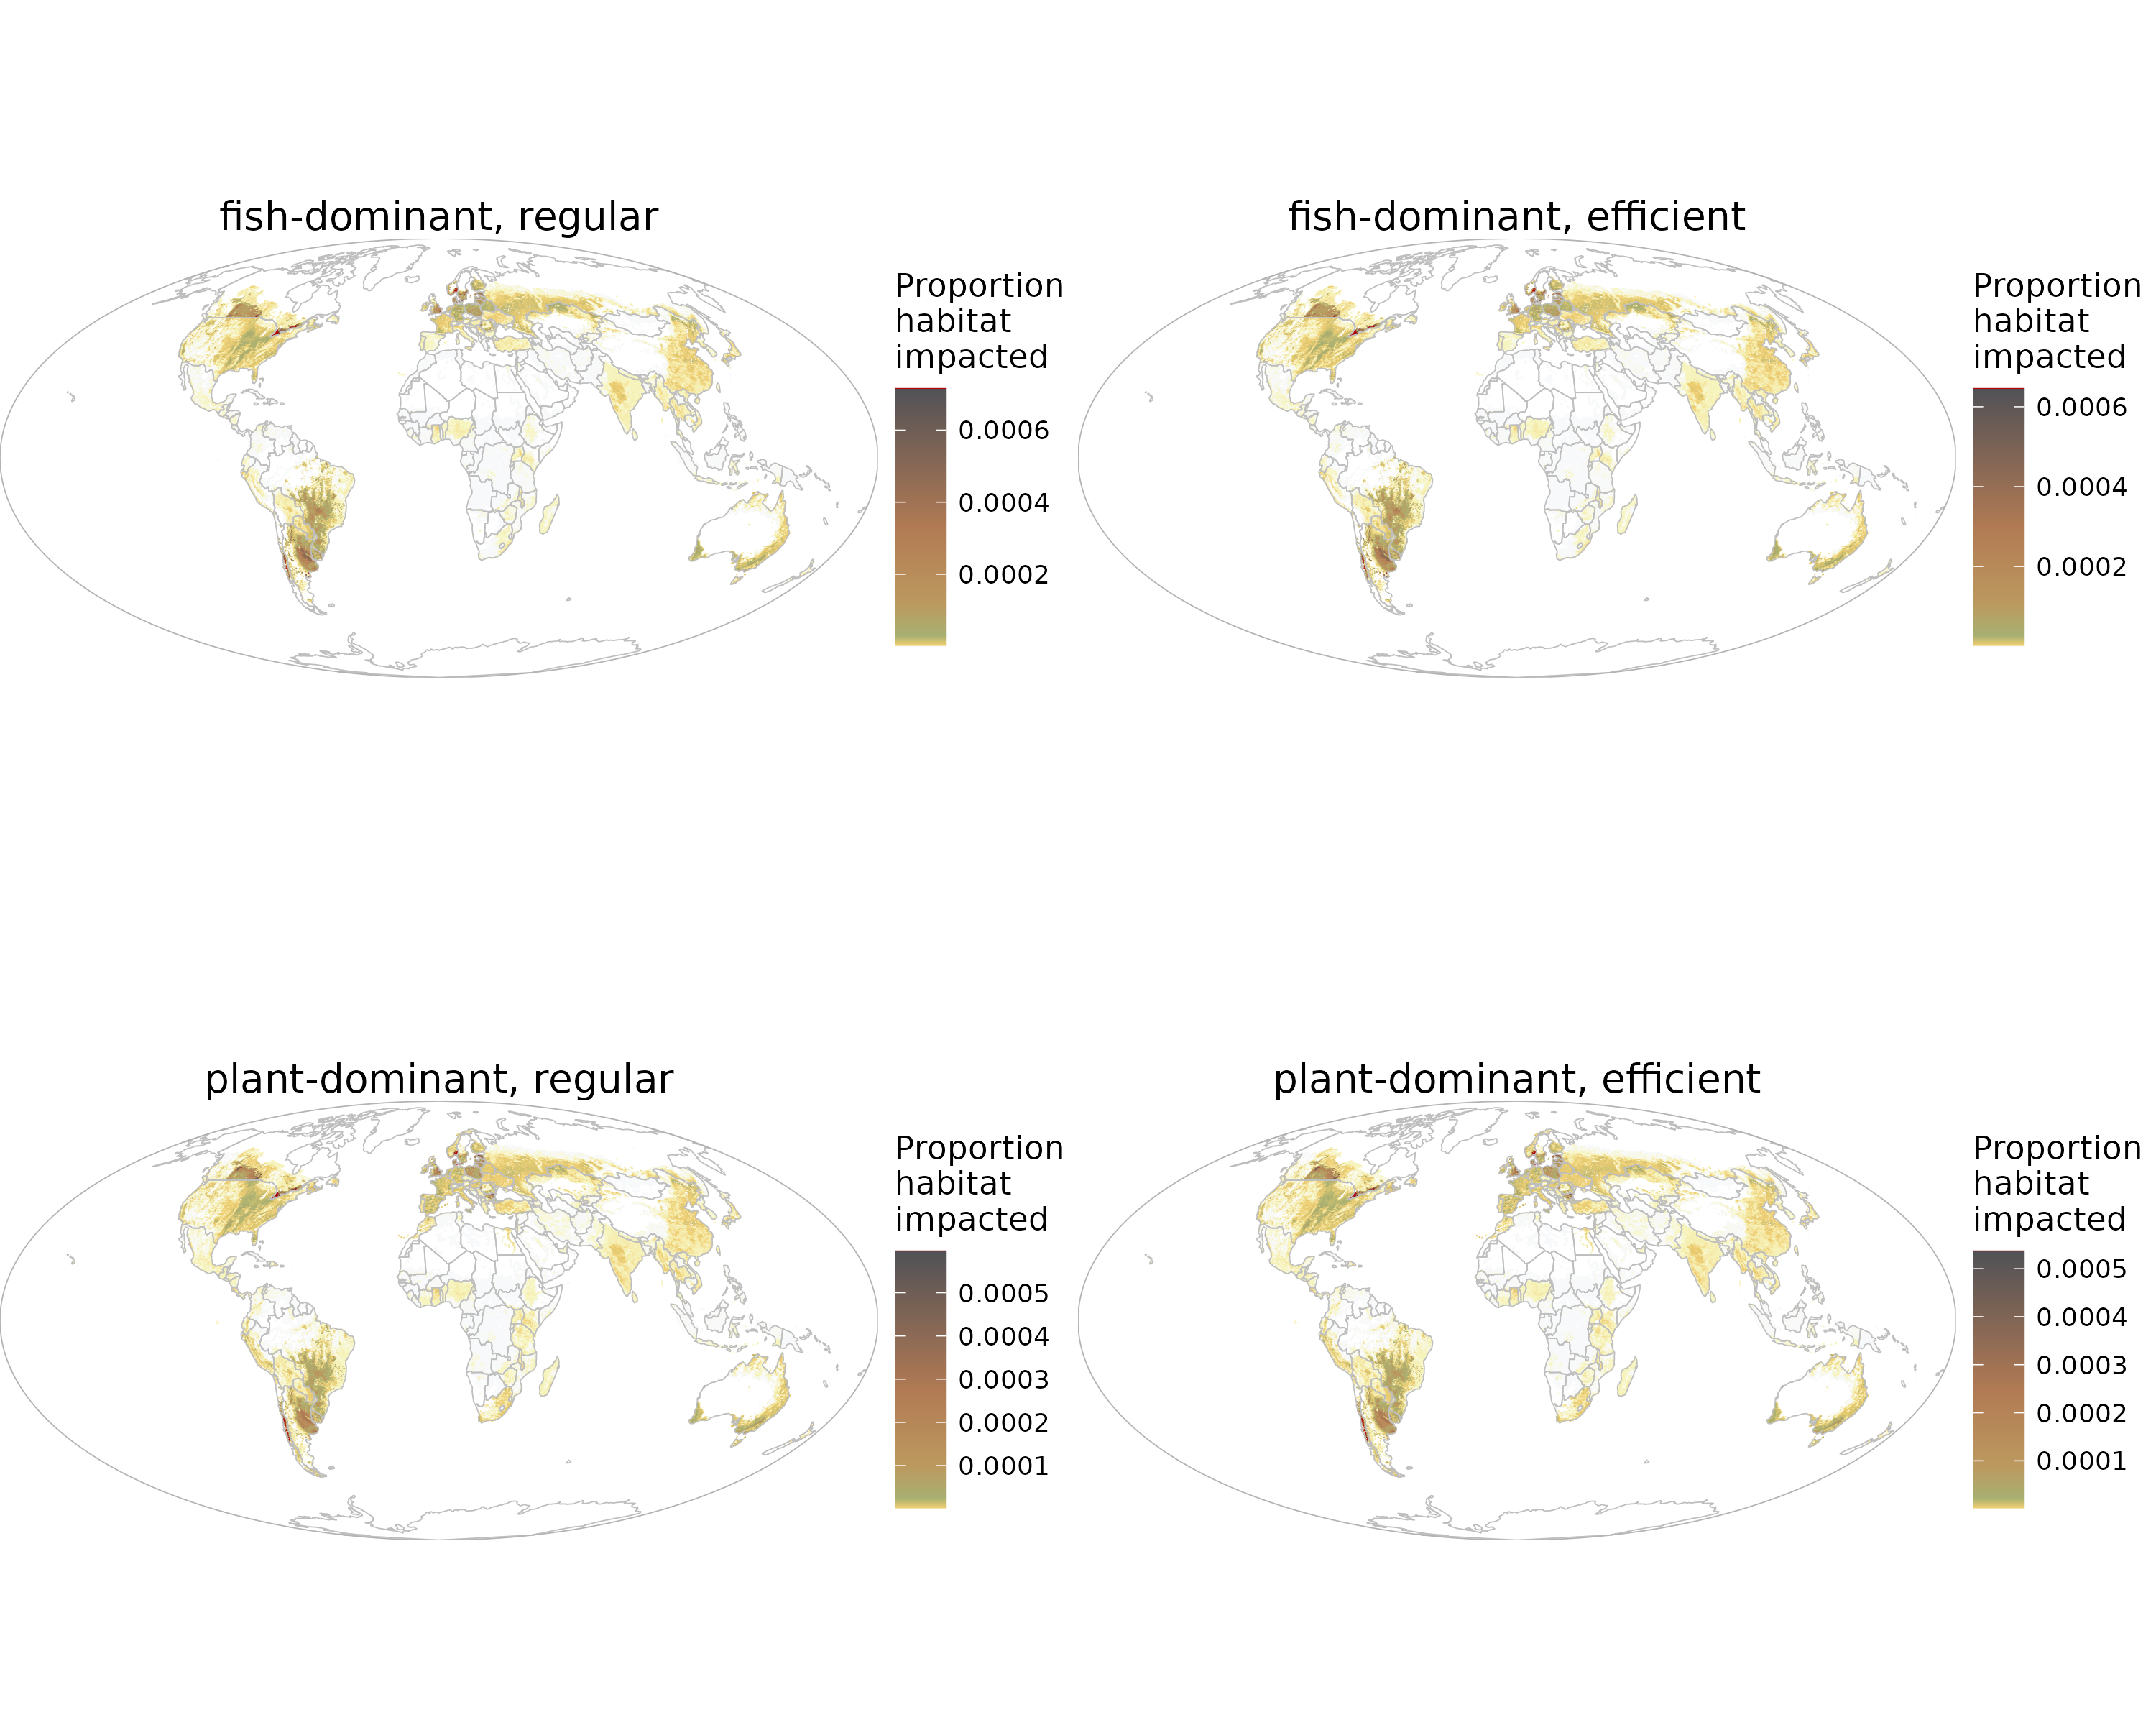 fish-dominant, regular
Proportion
habitat
impacted
0.0006
0.0004
0.0002
fish-dominant, efficient
Proportion
habitat
impacted
0.0006
0.0004
0.0002
plant-dominant, regular
Proportion
habitat
impacted
0.0005
0.0004
0.0003
0.0002
0.0001
plant-dominant, efficient
Proportion
habitat
impacted
0.0005
0.0004
0.0003
0.0002
0.0001